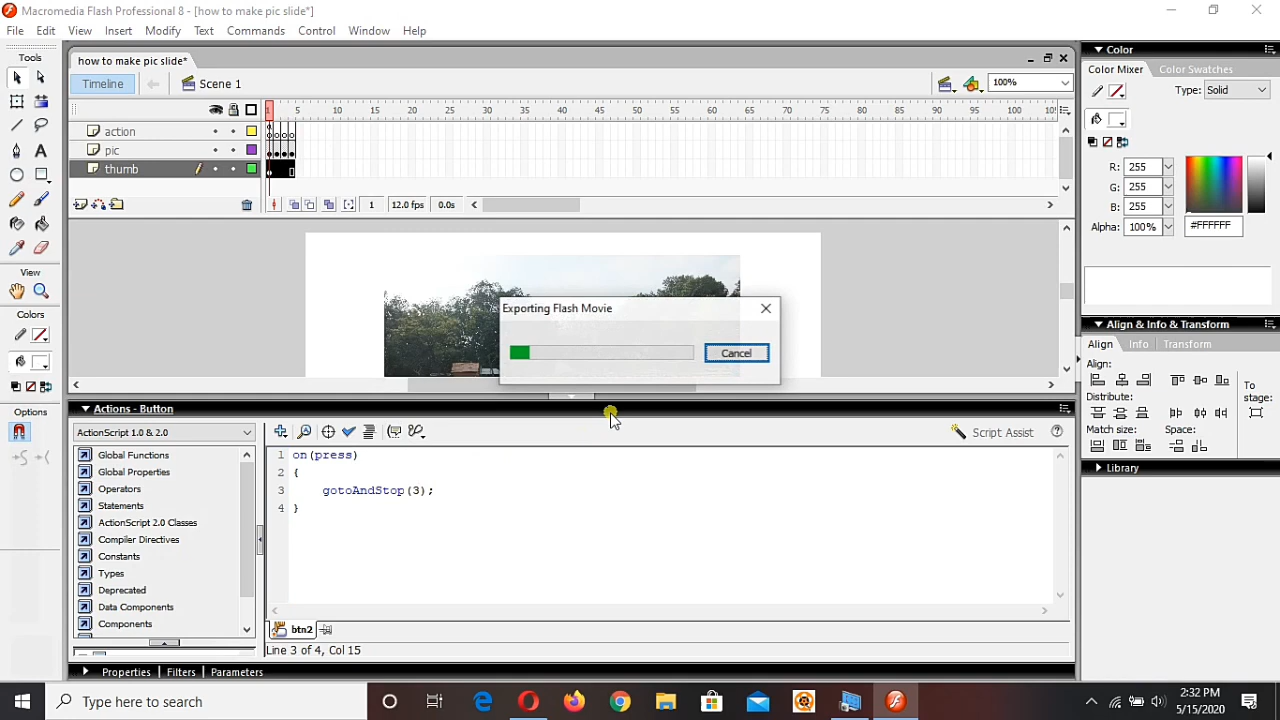 Macromedia Flash Professional 8 - [how to make pic slide*]
File Edit View Insert Modify Text Commands Control Window Help
Tools
how to make pic slide*
Timeline Scene 1 100%
1 5 10 15 20 25 30 35 40 45 50 55 60 65 70 75 80 85 90 95 100 105
action
pic
thumb
1 12.0 fps 0.0s
View
Colors
Options
Exporting Flash Movie
Cancel
Color
Color Mixer Color Swatches
Type: Solid
R: 255
G: 255
B: 255
Alpha: 100% #FFFFFF
Align & Info & Transform
Align Info Transform
Align:
To stage:
Distribute:
Match size: Space:
Library
Actions - Button
ActionScript 1.0 & 2.0
Script Assist
Global Functions
Global Properties
Operators
Statements
ActionScript 2.0 Classes
Compiler Directives
Constants
Types
Deprecated
Data Components
Components
1 on(press)
2 {
3 gotoAndStop(3);
4 }
btn2
Line 3 of 4, Col 15
Properties Filters Parameters
Type here to search
2:32 PM
5/15/2020